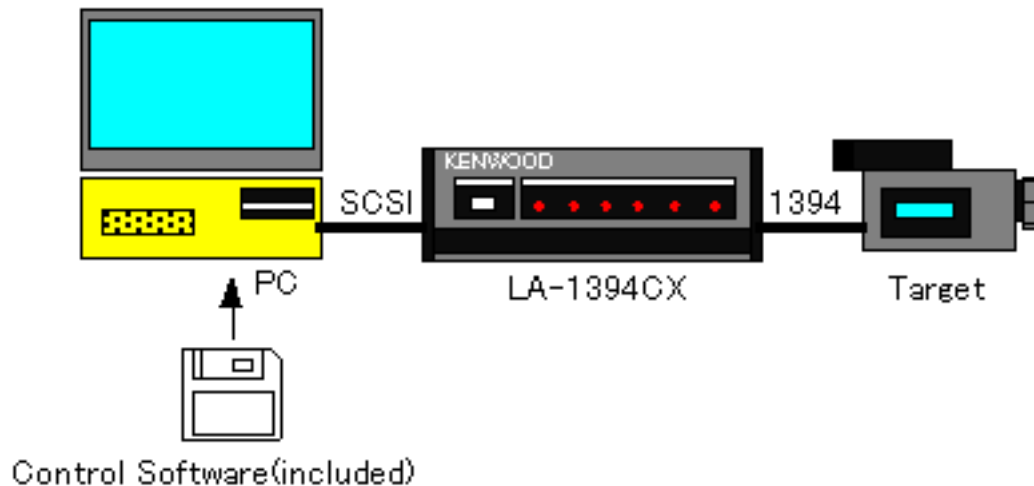 KENWOOD
SCSI
1394
PC
LA-1394CX
Target
Control Software(included)